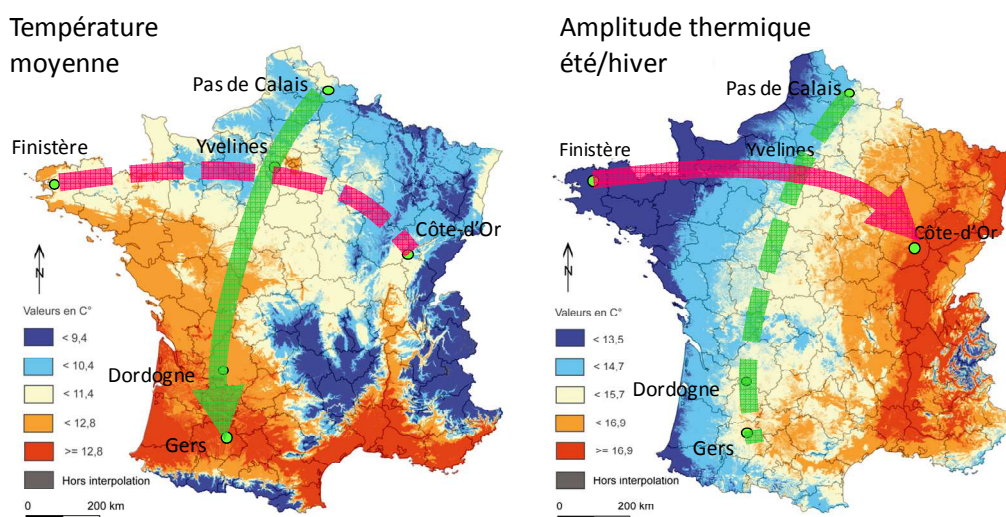 Température
moyenne
Pas de Calais
Finistère
Yvelines
Côte-d'Or
N
Valeurs en C°
< 9,4
< 10,4
< 11,4
< 12,8
>= 12,8
Hors interpolation
Dordogne
Gers
0 200 km
Amplitude thermique
été/hiver
Pas de Calais
Finistère
Yvelines
Côte-d'Or
N
Valeurs en C°
< 13,5
< 14,7
< 15,7
< 16,9
>= 16,9
Hors interpolation
Dordogne
Gers
0 200 km